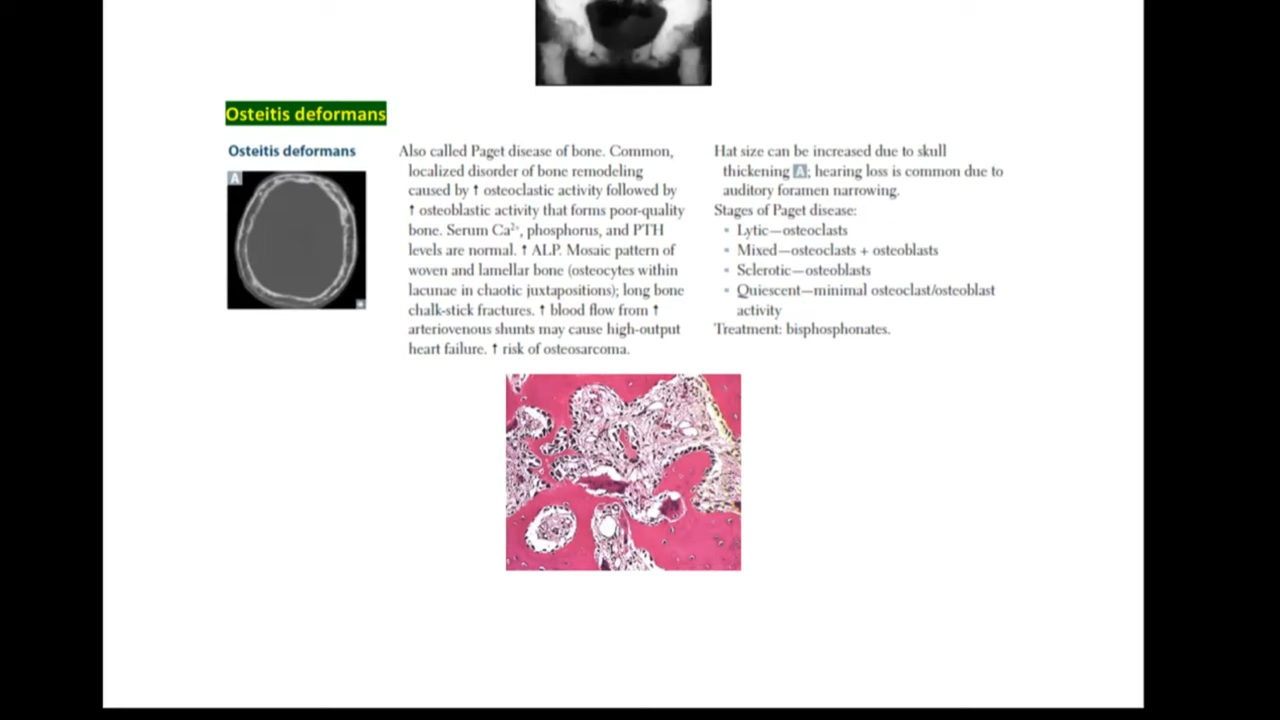 Osteitis deformans
Osteitis deformans
A
Also called Paget disease of bone. Common,
localized disorder of bone remodeling
caused by ↑ osteoclastic activity followed by
↑ osteoblastic activity that forms poor-quality
bone. Serum Ca²⁺, phosphorus, and PTH
levels are normal. ↑ ALP. Mosaic pattern of
woven and lamellar bone (osteocytes within
lacunae in chaotic juxtapositions); long bone
chalk-stick fractures. ↑ blood flow from ↑
arteriovenous shunts may cause high-output
heart failure. ↑ risk of osteosarcoma.
Hat size can be increased due to skull
thickening A; hearing loss is common due to
auditory foramen narrowing.
Stages of Paget disease:
▪ Lytic—osteoclasts
▪ Mixed—osteoclasts + osteoblasts
▪ Sclerotic—osteoblasts
▪ Quiescent—minimal osteoclast/osteoblast
activity
Treatment: bisphosphonates.